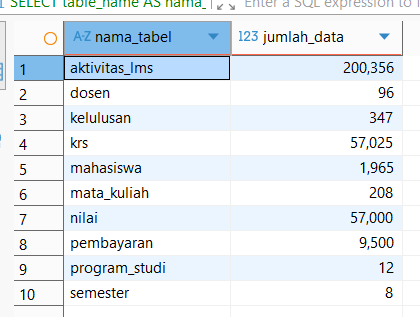 SELECT table_name AS nama_ Enter a SQL expression to f
A-Z nama_tabel 123 jumlah_data
1 aktivitas_lms 200,356
2 dosen 96
3 kelulusan 347
4 krs 57,025
5 mahasiswa 1,965
6 mata_kuliah 208
7 nilai 57,000
8 pembayaran 9,500
9 program_studi 12
10 semester 8